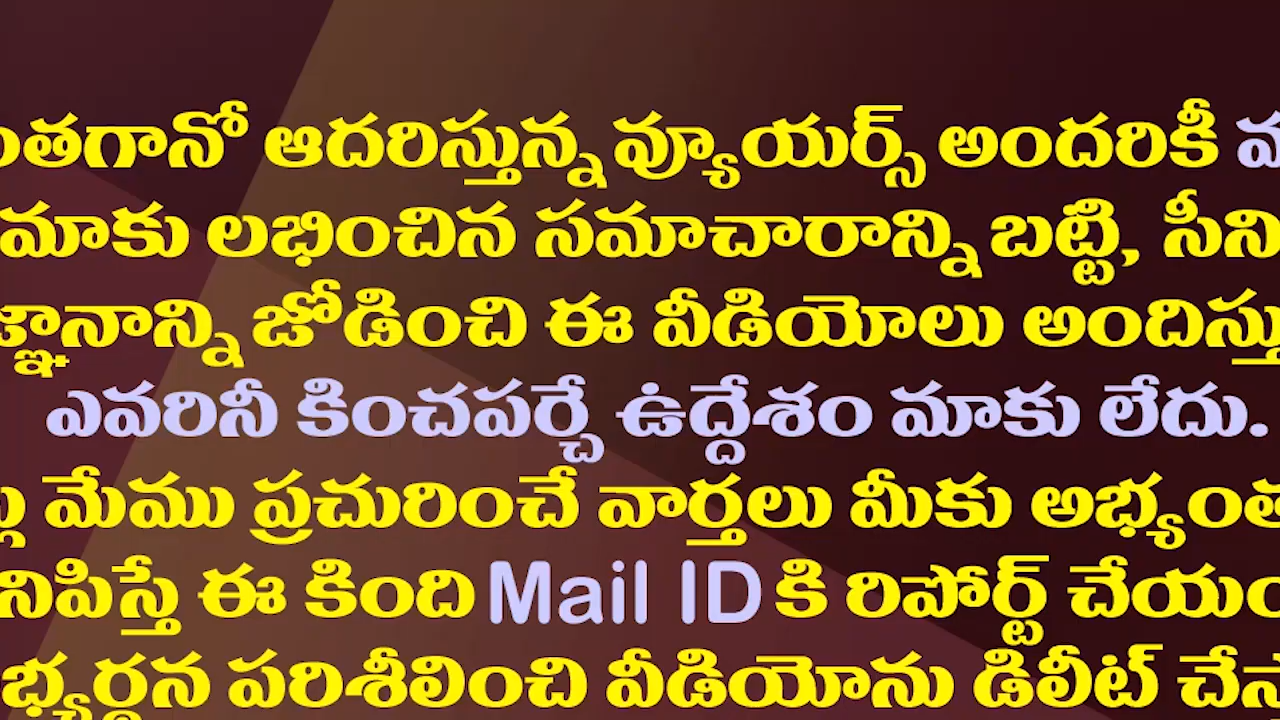 ంతగానో ఆదరిస్తున్న వ్యూయర్స్ అందరికీ
మాకు లభించిన సమాచారాన్ని బట్టి, సీని
జ్ఞానాన్ని జోడించి ఈ వీడియోలు అందిస్తు
ఎవరినీ కించపర్చే ఉద్దేశం మాకు లేదు.
మేము ప్రచురించే వార్తలు మీకు అభ్యంత
నిపిస్తే ఈ కింది Mail ID కి రిపోర్ట్ చేయం
భ్యర్థన పరిశీలించి వీడియోను డిలీట్ చేస